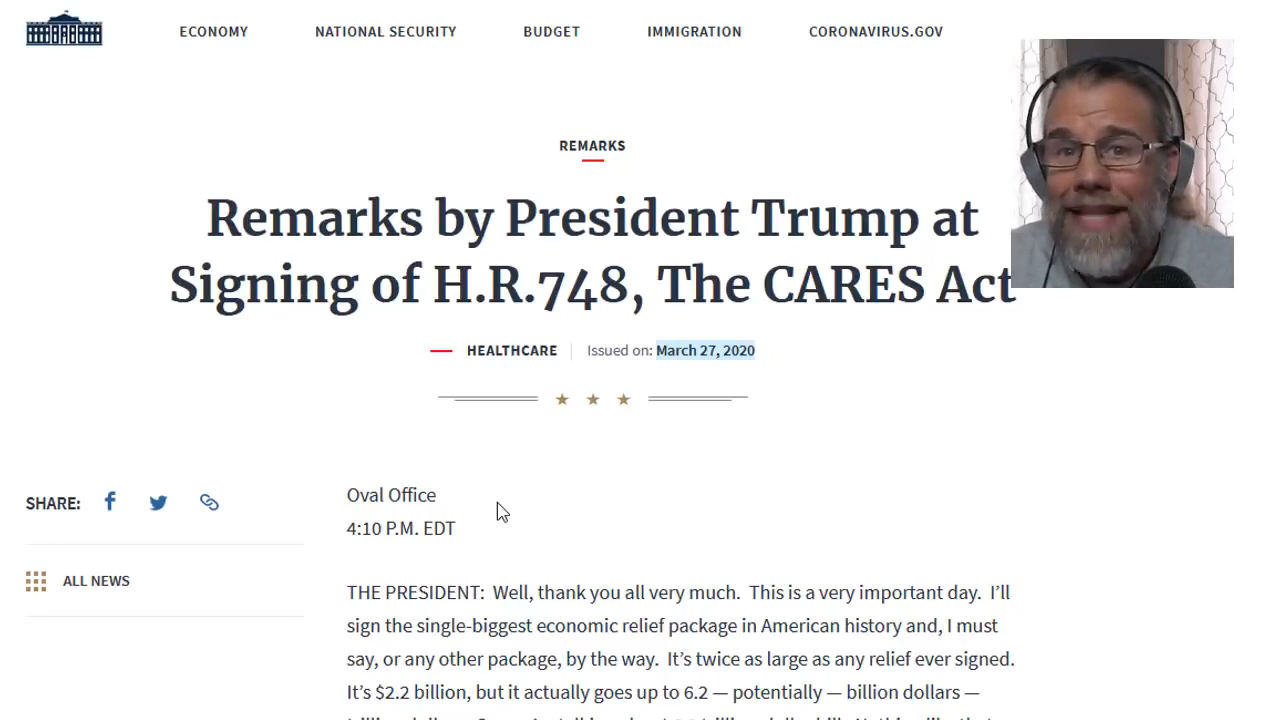 ECONOMY NATIONAL SECURITY BUDGET IMMIGRATION CORONAVIRUS.GOV
REMARKS
Remarks by President Trump at
Signing of H.R.748, The CARES Act
HEALTHCARE Issued on: March 27, 2020
SHARE:
ALL NEWS
Oval Office
4:10 P.M. EDT
THE PRESIDENT: Well, thank you all very much. This is a very important day. I’ll
sign the single-biggest economic relief package in American history and, I must
say, or any other package, by the way. It’s twice as large as any relief ever signed.
It’s $2.2 billion, but it actually goes up to 6.2 — potentially — billion dollars —